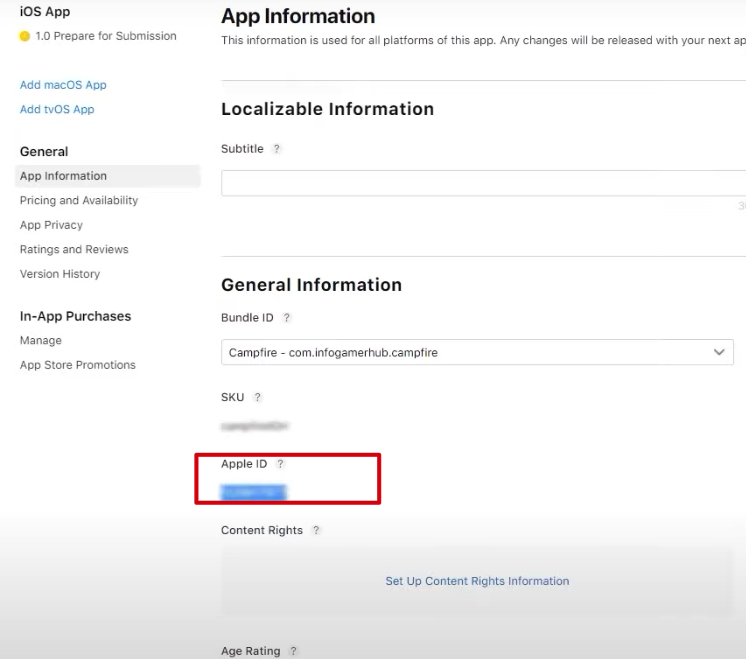 iOS App
1.0 Prepare for Submission
Add macOS App
Add tvOS App
General
App Information
Pricing and Availability
App Privacy
Ratings and Reviews
Version History
In-App Purchases
Manage
App Store Promotions
App Information
This information is used for all platforms of this app. Any changes will be released with your next ap
Localizable Information
Subtitle ?
General Information
Bundle ID ?
Campfire - com.infogamerhub.campfire
SKU ?
Apple ID ?
Content Rights ?
Set Up Content Rights Information
Age Rating ?